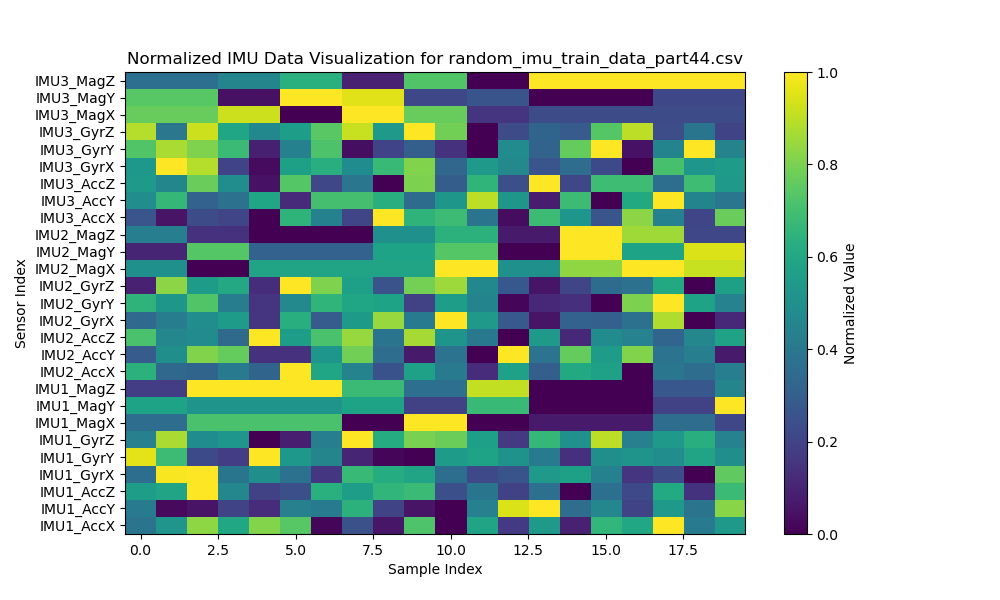 Normalized IMU Data Visualization for random_imu_train_data_part44.csv
IMU3_MagZ
IMU3_MagY
IMU3_MagX
IMU3_GyrZ
IMU3_GyrY
IMU3_GyrX
IMU3_AccZ
IMU3_AccY
IMU3_AccX
IMU2_MagZ
IMU2_MagY
IMU2_MagX
IMU2_GyrZ
IMU2_GyrY
IMU2_GyrX
IMU2_AccZ
IMU2_AccY
IMU2_AccX
IMU1_MagZ
IMU1_MagY
IMU1_MagX
IMU1_GyrZ
IMU1_GyrY
IMU1_GyrX
IMU1_AccZ
IMU1_AccY
IMU1_AccX
Sensor Index
0.0 2.5 5.0 7.5 10.0 12.5 15.0 17.5
Sample Index
1.0
0.8
0.6
0.4
0.2
0.0
Normalized Value